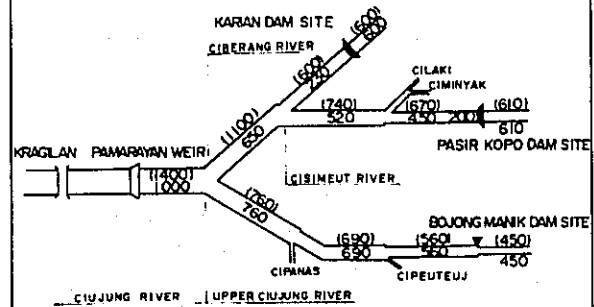 KARIAN DAM SITE
(600)
600
CIBERANG RIVER
(600)
CILAKI
CIMINYAK
(1100)
650
(740)
520
(670)
450
200
(610)
610
PASIR KOPO DAM SITE
KRAGILAN
PAMARAYAN WEIR
(1400)
1000
CISIMEUT RIVER
(760)
760
BOJONG MANIK DAM SITE
(690)
690
(560)
560
(450)
450
CIPANAS
CIPEUTEUJ
CIUJUNG RIVER
UPPER CIUJUNG RIVER